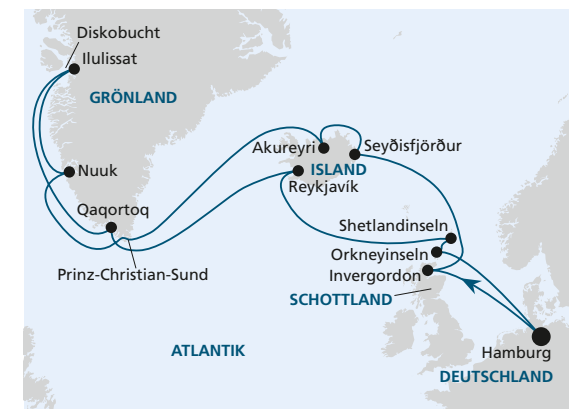 Diskobucht
Ilulissat
GRÖNLAND
Akureyri
Seyðisfjörður
ISLAND
Nuuk
Reykjavík
Qaqortoq
Shetlandinseln
Orkneyinseln
Prinz-Christian-Sund
Invergordon
SCHOTTLAND
ATLANTIK
Hamburg
DEUTSCHLAND